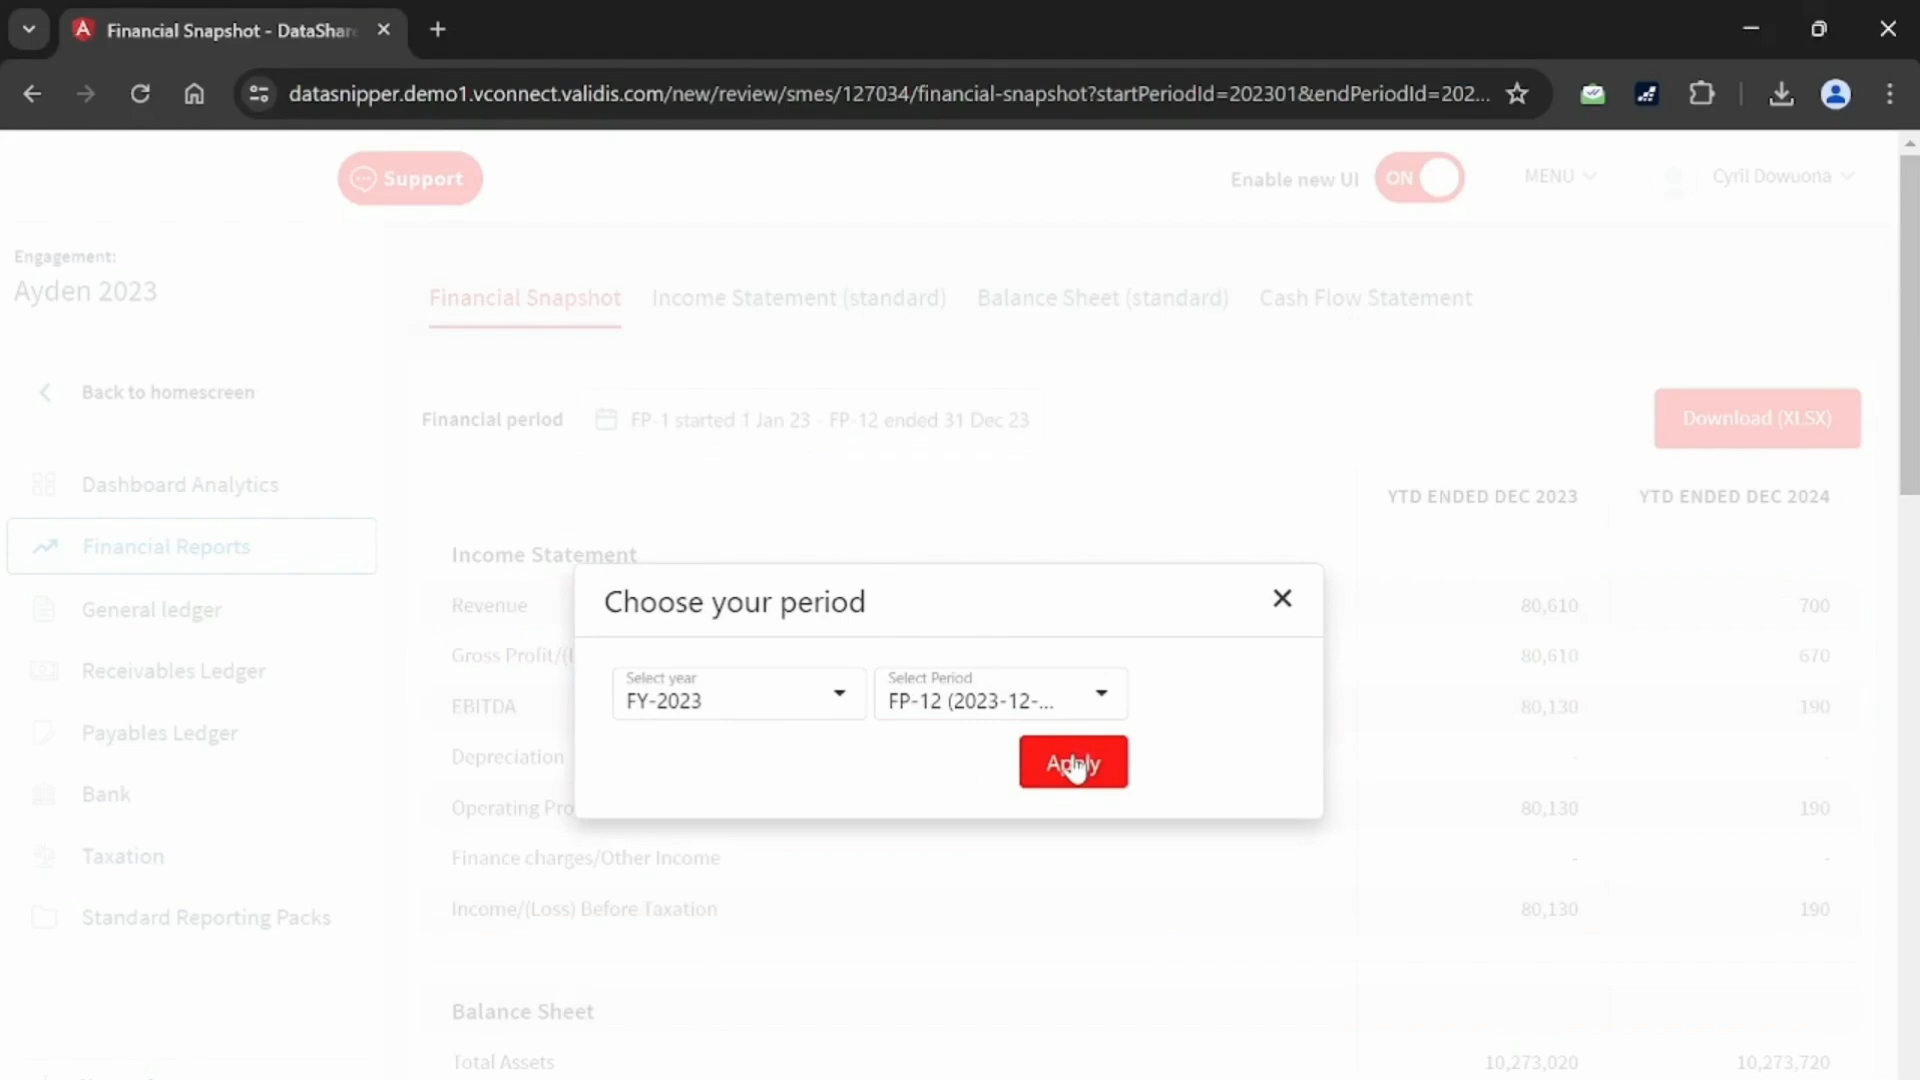 Financial Snapshot - DataShar
datasnipper.demo1.vconnect.validis.com/new/review/smes/127034/financial-snapshot?startPeriodId=202301&endPeriodId=202...
Support
Enable new UI
ON
MENU
Cyril Dowuona
Engagement:
Ayden 2023
Financial Snapshot
Income Statement (standard)
Balance Sheet (standard)
Cash Flow Statement
Back to homescreen
Financial period
FP-1 started 1 Jan 23 - FP-12 ended 31 Dec 23
Download (XLSX)
Dashboard Analytics
Financial Reports
General ledger
Receivables Ledger
Payables Ledger
Bank
Taxation
Standard Reporting Packs
YTD ENDED DEC 2023 YTD ENDED DEC 2024
Income Statement
Revenue 80,610 700
Gross Profit/( 80,610 670
EBITDA 80,130 190
Depreciation - -
Operating Pro 80,130 190
Finance charges/Other Income - -
Income/(Loss) Before Taxation 80,130 190
Balance Sheet
Total Assets 10,273,020 10,273,720
Choose your period
Select year
FY-2023
Select Period
FP-12 (2023-12-...
Apply